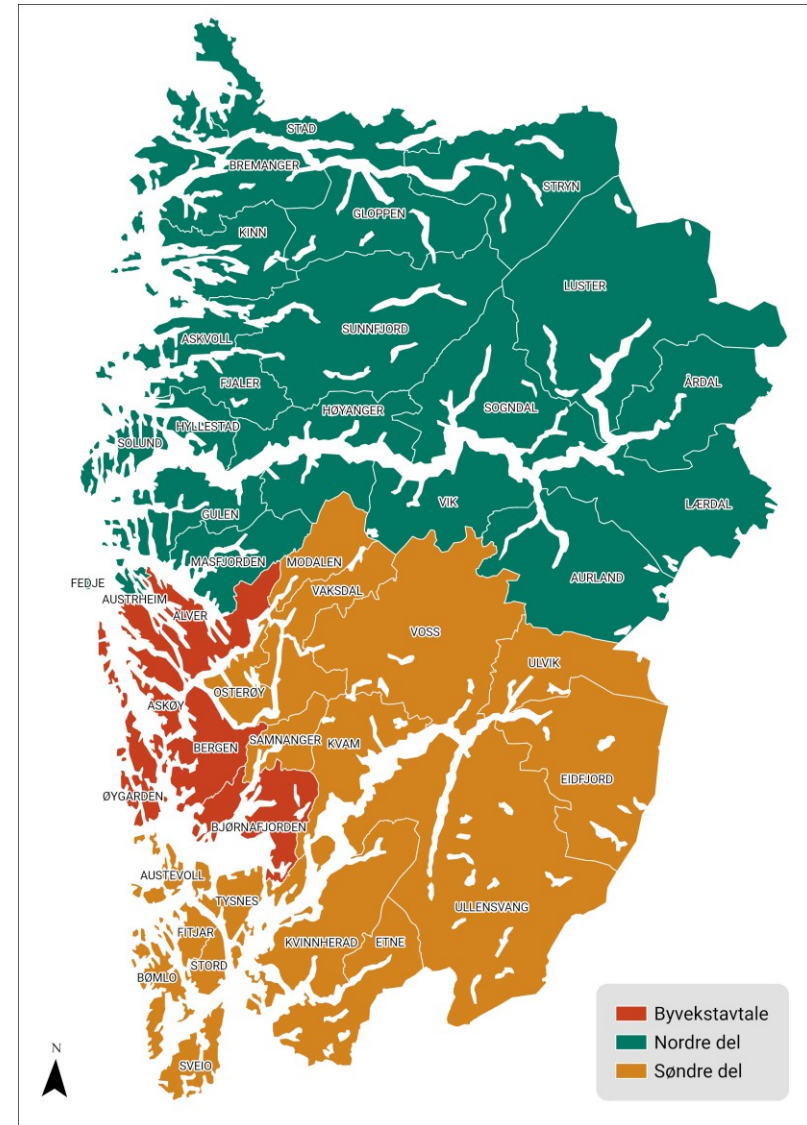 STAD
BREMANGER
STRYN
GLOPPEN
KINN
LUSTER
SUNNFJORD
ASKVOLL
ÅRDAL
FJALER
SOGNDAL
HØYANGER
HYLLESTAD
SOLUND
VIK
LÆRDAL
GULEN
MASFJORDEN
MODALEN
AURLAND
FEDJE
VAKSDAL
AUSTRHEIM
ALVER
VOSS
ULVIK
OSTERØY
ASKØY
SAMNANGER
KVAM
BERGEN
EIDFJORD
ØYGARDEN
BJØRNAFJORDEN
AUSTEVOLL
TYSNES
ULLENSVANG
FITJAR
KVINNHERAD
ETNE
STORD
BØMLO
SVEIO
N
Byvekstavtale
Nordre del
Søndre del